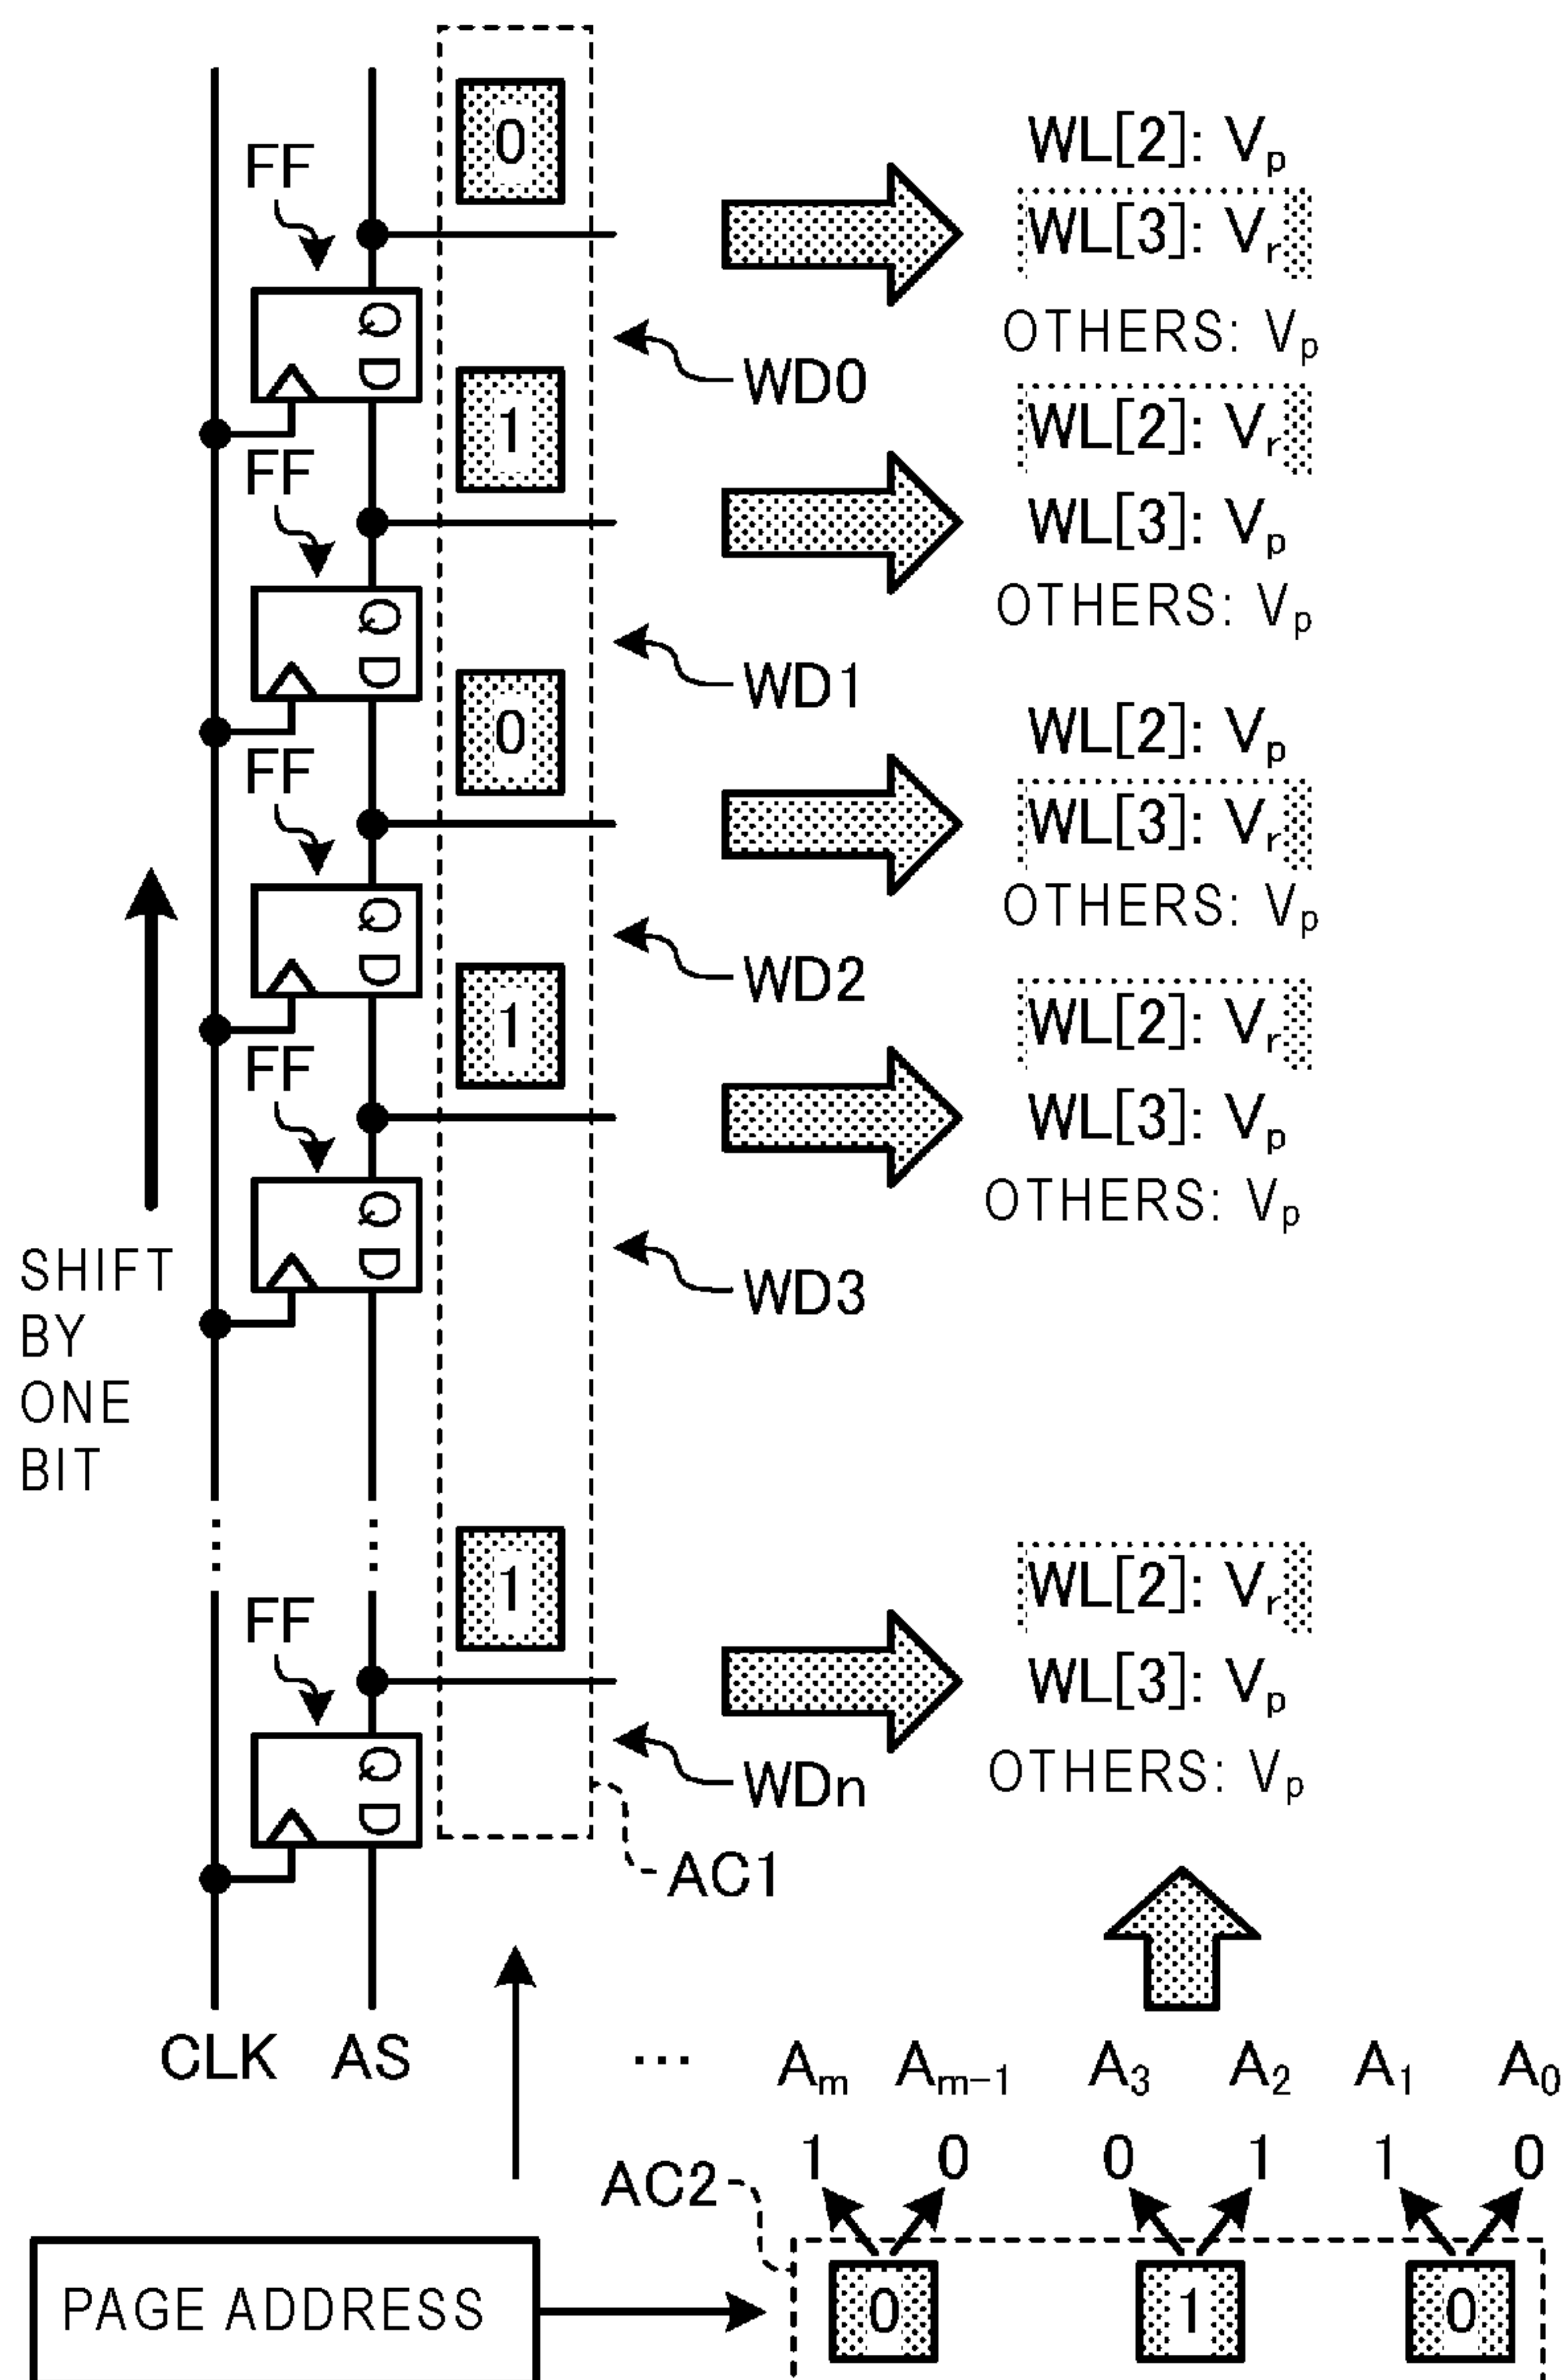 0
WL[2]: Vp
FF
WL[3]: Vr
Q D
OTHERS: Vp
WD0
1
WL[2]: Vr
FF
WL[3]: Vp
Q D
OTHERS: Vp
WD1
0
WL[2]: Vp
FF
WL[3]: Vr
Q D
OTHERS: Vp
WD2
1
WL[2]: Vr
FF
WL[3]: Vp
Q D
OTHERS: Vp
WD3
SHIFT
BY
ONE
BIT
1
WL[2]: Vr
FF
WL[3]: Vp
Q D
OTHERS: Vp
WDn
AC1
CLK AS
... Am Am-1 A3 A2 A1 A0
1 0 0 1 1 0
AC2
PAGE ADDRESS
0 1 0